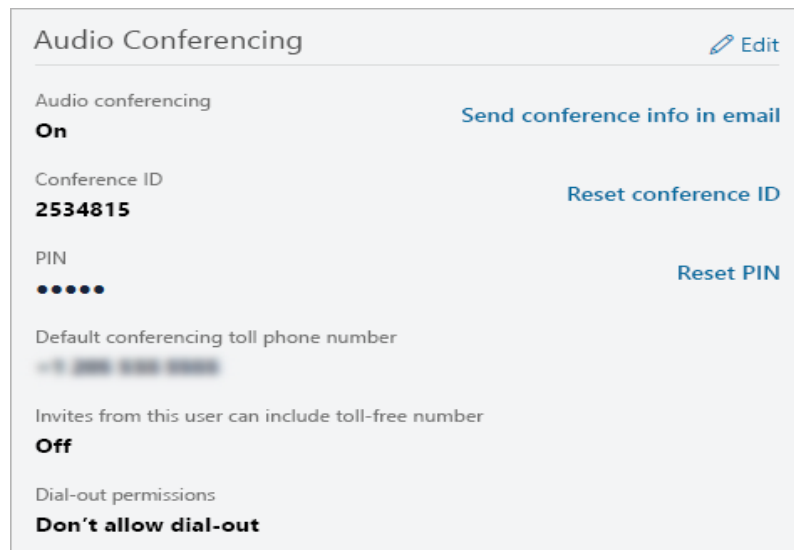 Audio Conferencing
Edit
Audio conferencing
On
Send conference info in email
Conference ID
2534815
Reset conference ID
PIN
•••••
Reset PIN
Default conferencing toll phone number
Invites from this user can include toll-free number
Off
Dial-out permissions
Don't allow dial-out